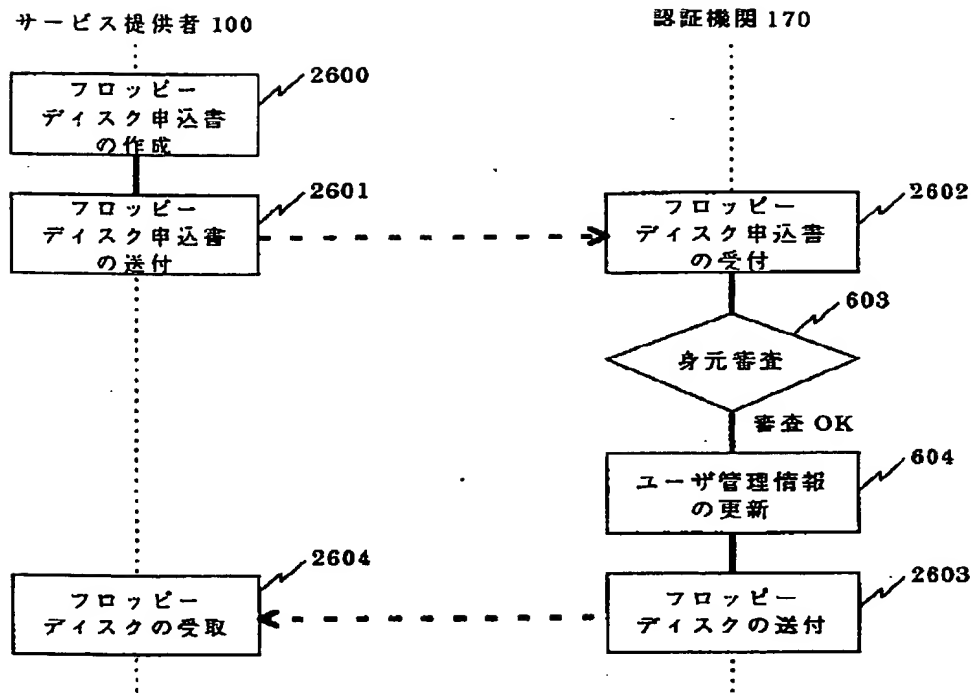 サービス提供者 100
認証機関 170
2600
フロッピー
ディスク申込書
の作成
2601
フロッピー
ディスク申込書
の送付
2602
フロッピー
ディスク申込書
の受付
603
身元審査
審査 OK
604
ユーザ管理情報
の更新
2603
フロッピー
ディスクの送付
2604
フロッピー
ディスクの受取